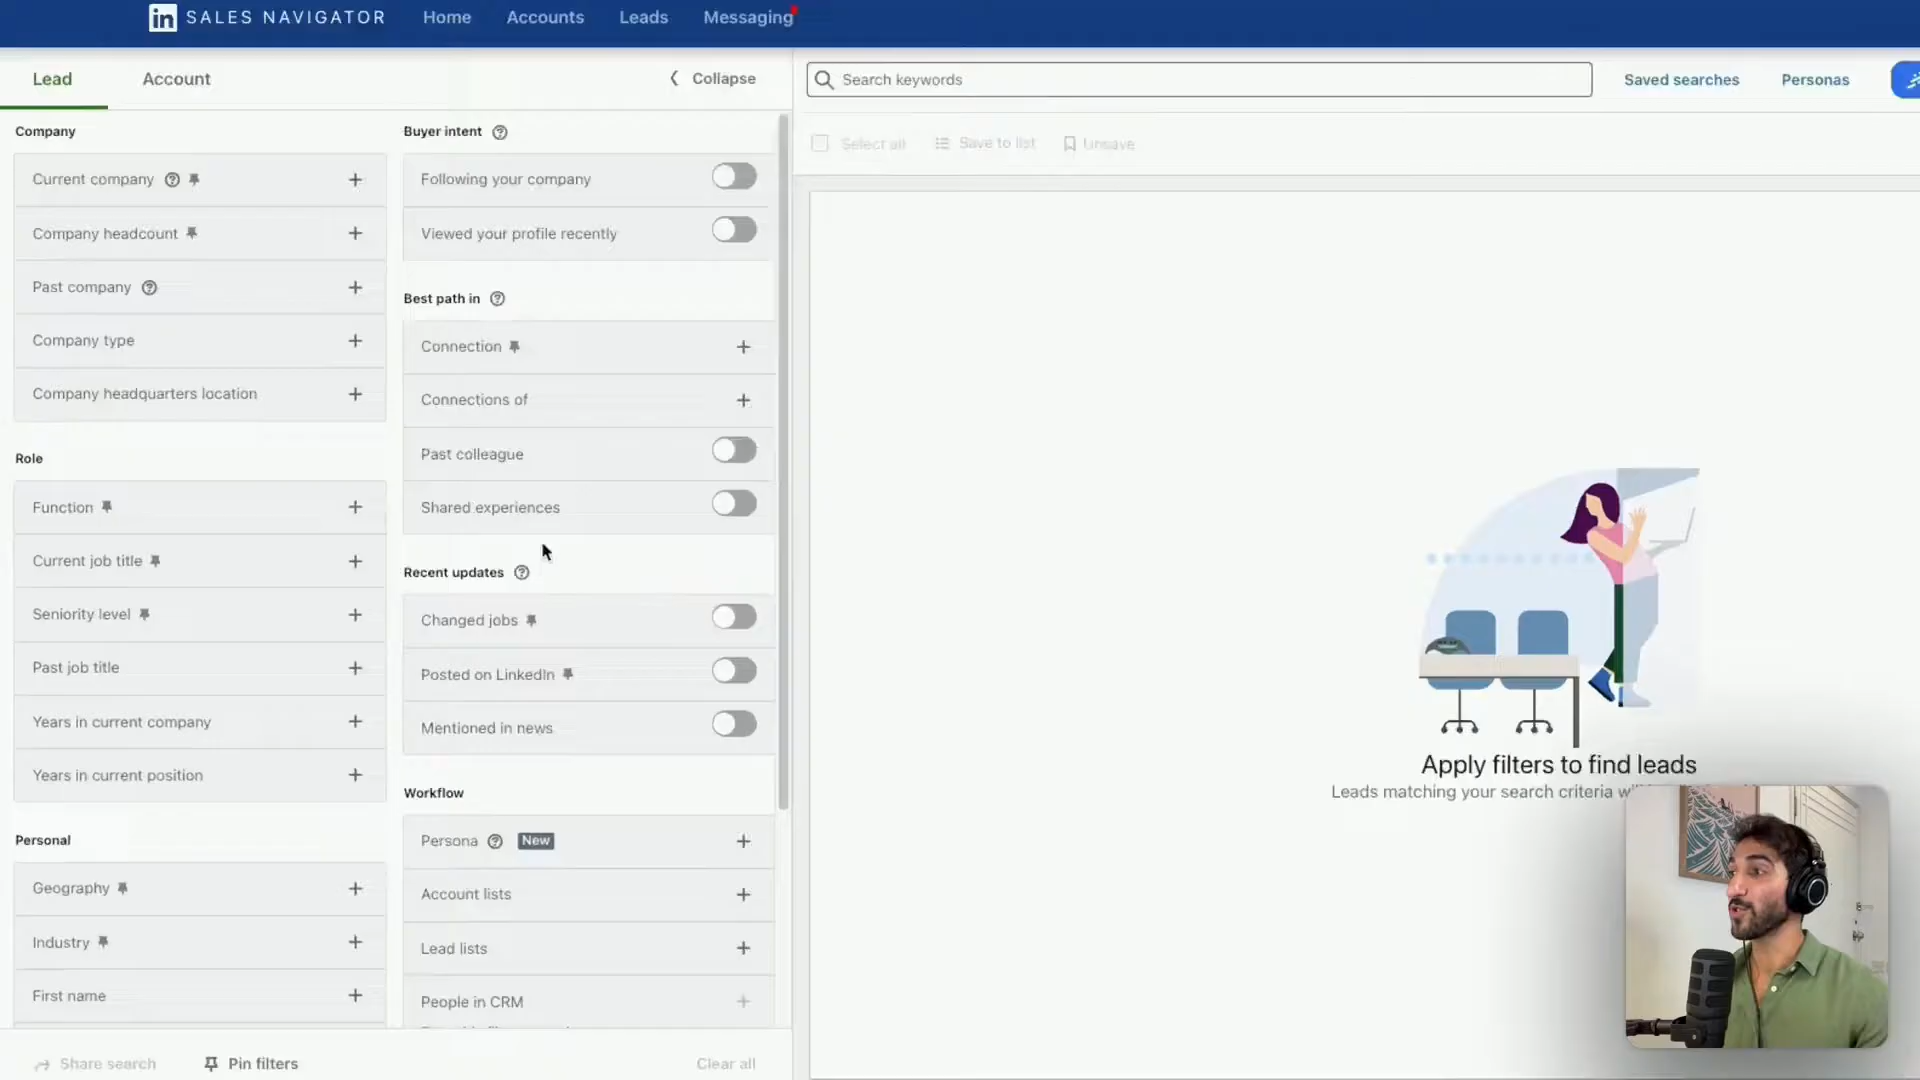 in SALES NAVIGATOR
Home
Accounts
Leads
Messaging
Lead
Account
Collapse
Search keywords
Saved searches
Personas
Select all
Save to list
Unsave
Company
Current company
Company headcount
Past company
Company type
Company headquarters location
Role
Function
Current job title
Seniority level
Past job title
Years in current company
Years in current position
Personal
Geography
Industry
First name
Buyer intent
Following your company
Viewed your profile recently
Best path in
Connection
Connections of
Past colleague
Shared experiences
Recent updates
Changed jobs
Posted on LinkedIn
Mentioned in news
Workflow
Persona New
Account lists
Lead lists
People in CRM
Share search
Pin filters
Clear all
Apply filters to find leads
Leads matching your search criteria